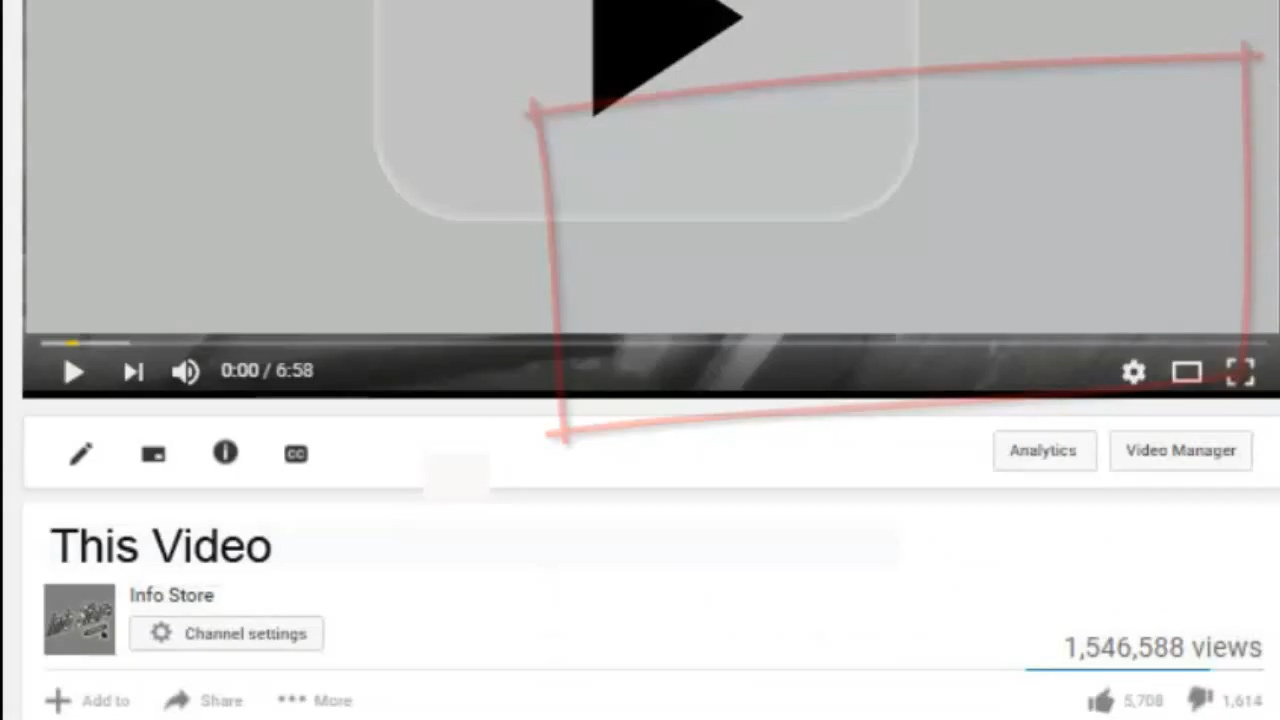 0:00 / 6:58
CC
Analytics
Video Manager
This Video
Info Store
Channel settings
1,546,588 views
Add to
Share
More
5,708
1,614